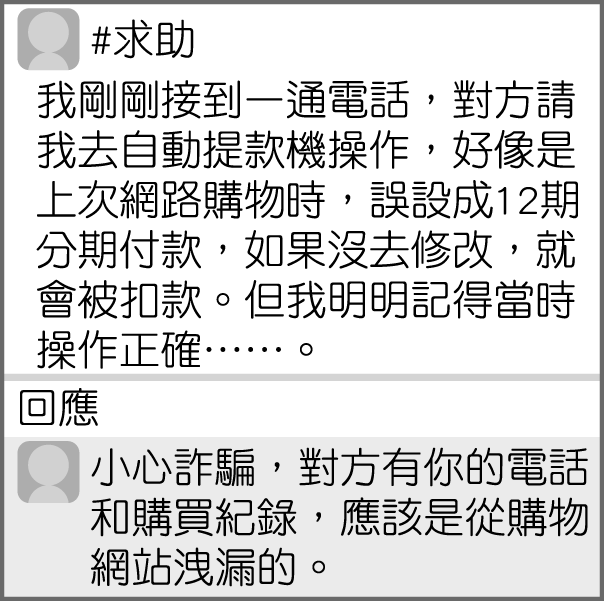 #求助
我剛剛接到一通電話，對方請
我去自動提款機操作，好像是
上次網路購物時，誤設成12期
分期付款，如果沒去修改，就
會被扣款。但我明明記得當時
操作正確……。
回應
小心詐騙，對方有你的電話
和購買紀錄，應該是從購物
網站洩漏的。